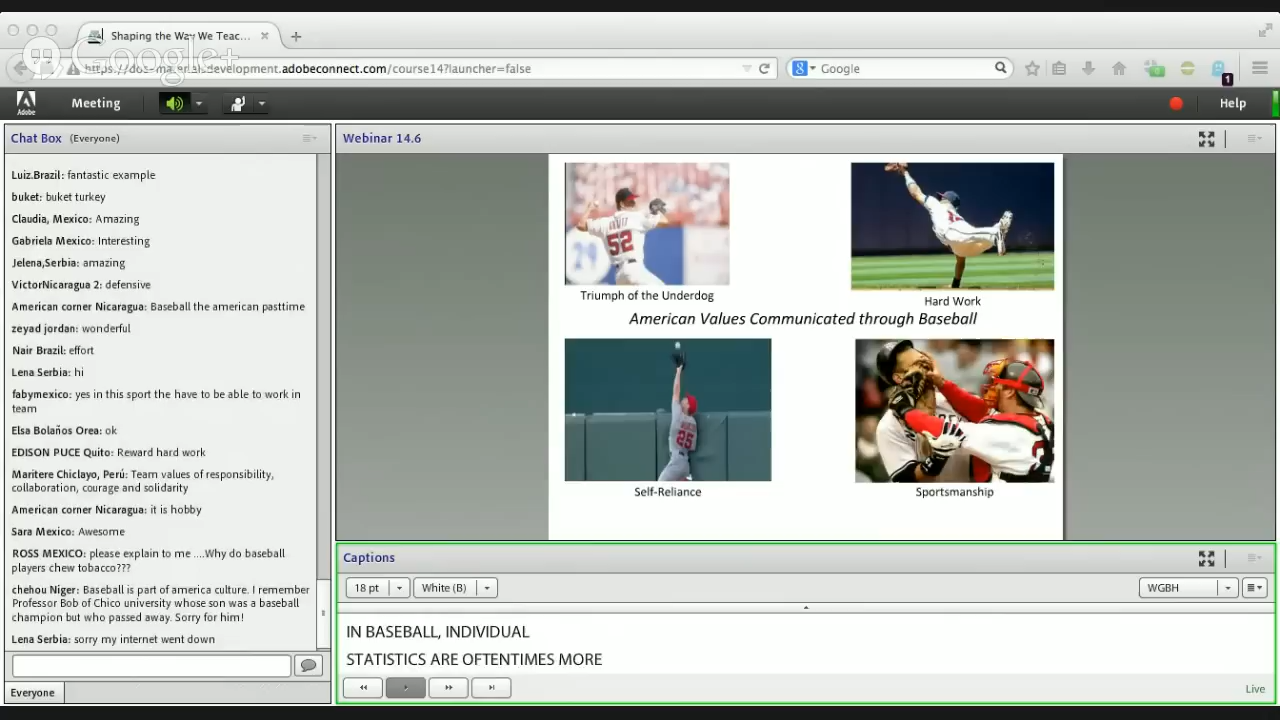 Shaping the Way We Teac...
Google+
adobeconnect.com/course14?launcher=false
Google
1
Adobe
Meeting
Help
Chat Box (Everyone)
Luiz.Brazil: fantastic example
buket: buket turkey
Claudia, Mexico: Amazing
Gabriela Mexico: Interesting
Jelena,Serbia: amazing
VictorNicaragua 2: defensive
American corner Nicaragua: Baseball the american pasttime
zeyad jordan: wonderful
Nair Brazil: effort
Lena Serbia: hi
fabymexico: yes in this sport the have to be able to work in
team
Elsa Bolaños Orea: ok
EDISON PUCE Quito: Reward hard work
Maritere Chiclayo, Perú: Team values of responsibility,
collaboration, courage and solidarity
American corner Nicaragua: it is hobby
Sara Mexico: Awesome
ROSS MEXICO: please explain to me ....Why do baseball
players chew tobacco???
chehou Niger: Baseball is part of america culture. I remember
Professor Bob of Chico university whose son was a baseball
champion but who passed away. Sorry for him!
Lena Serbia: sorry my internet went down
Everyone
Webinar 14.6
52
Triumph of the Underdog
Hard Work
American Values Communicated through Baseball
25
Self-Reliance
Sportsmanship
Captions
18 pt
White (B)
WGBH
IN BASEBALL, INDIVIDUAL
STATISTICS ARE OFTENTIMES MORE
Live